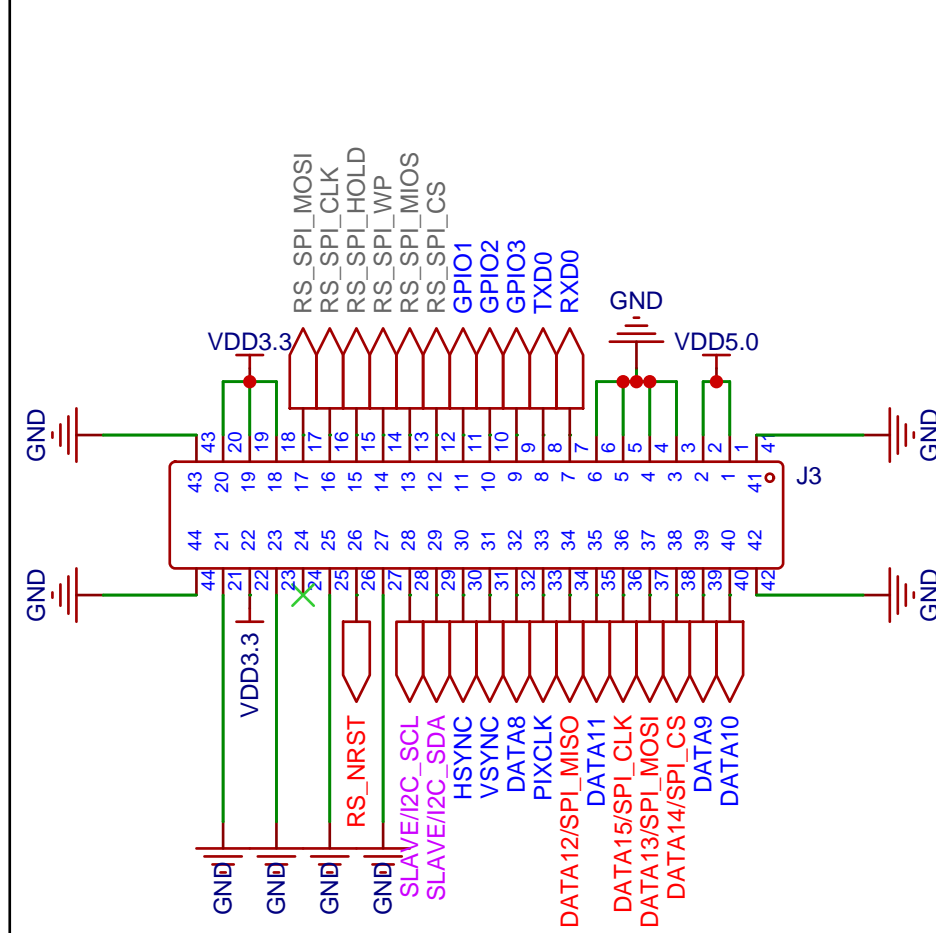 RS_SPI_MOSI
RS_SPI_CLK
RS_SPI_HOLD
RS_SPI_WP
RS_SPI_MIOS
RS_SPI_CS
GPIO1
GPIO2
GPIO3
TXD0
RXD0
GND
VDD3.3
VDD5.0
GND
GND
43 20 19 18 17 16 15 14 13 12 11 10 9 8 7 6 5 4 3 2 1 41
J3
43 20 19 18 17 16 15 14 13 12 11 10 9 8 7 6 5 4 3 2 1 41
44 21 22 23 24 25 26 27 28 29 30 31 32 33 34 35 36 37 38 39 40 42
44 21 22 23 24 25 26 27 28 29 30 31 32 33 34 35 36 37 38 39 40 42
GND
GND
VDD3.3
RS_NRST
SLAVE/I2C_SCL
SLAVE/I2C_SDA
HSYNC
VSYNC
DATA8
PIXCLK
DATA12/SPI_MISO
DATA11
DATA15/SPI_CLK
DATA13/SPI_MOSI
DATA14/SPI_CS
DATA9
DATA10
GND
GND
GND
GND